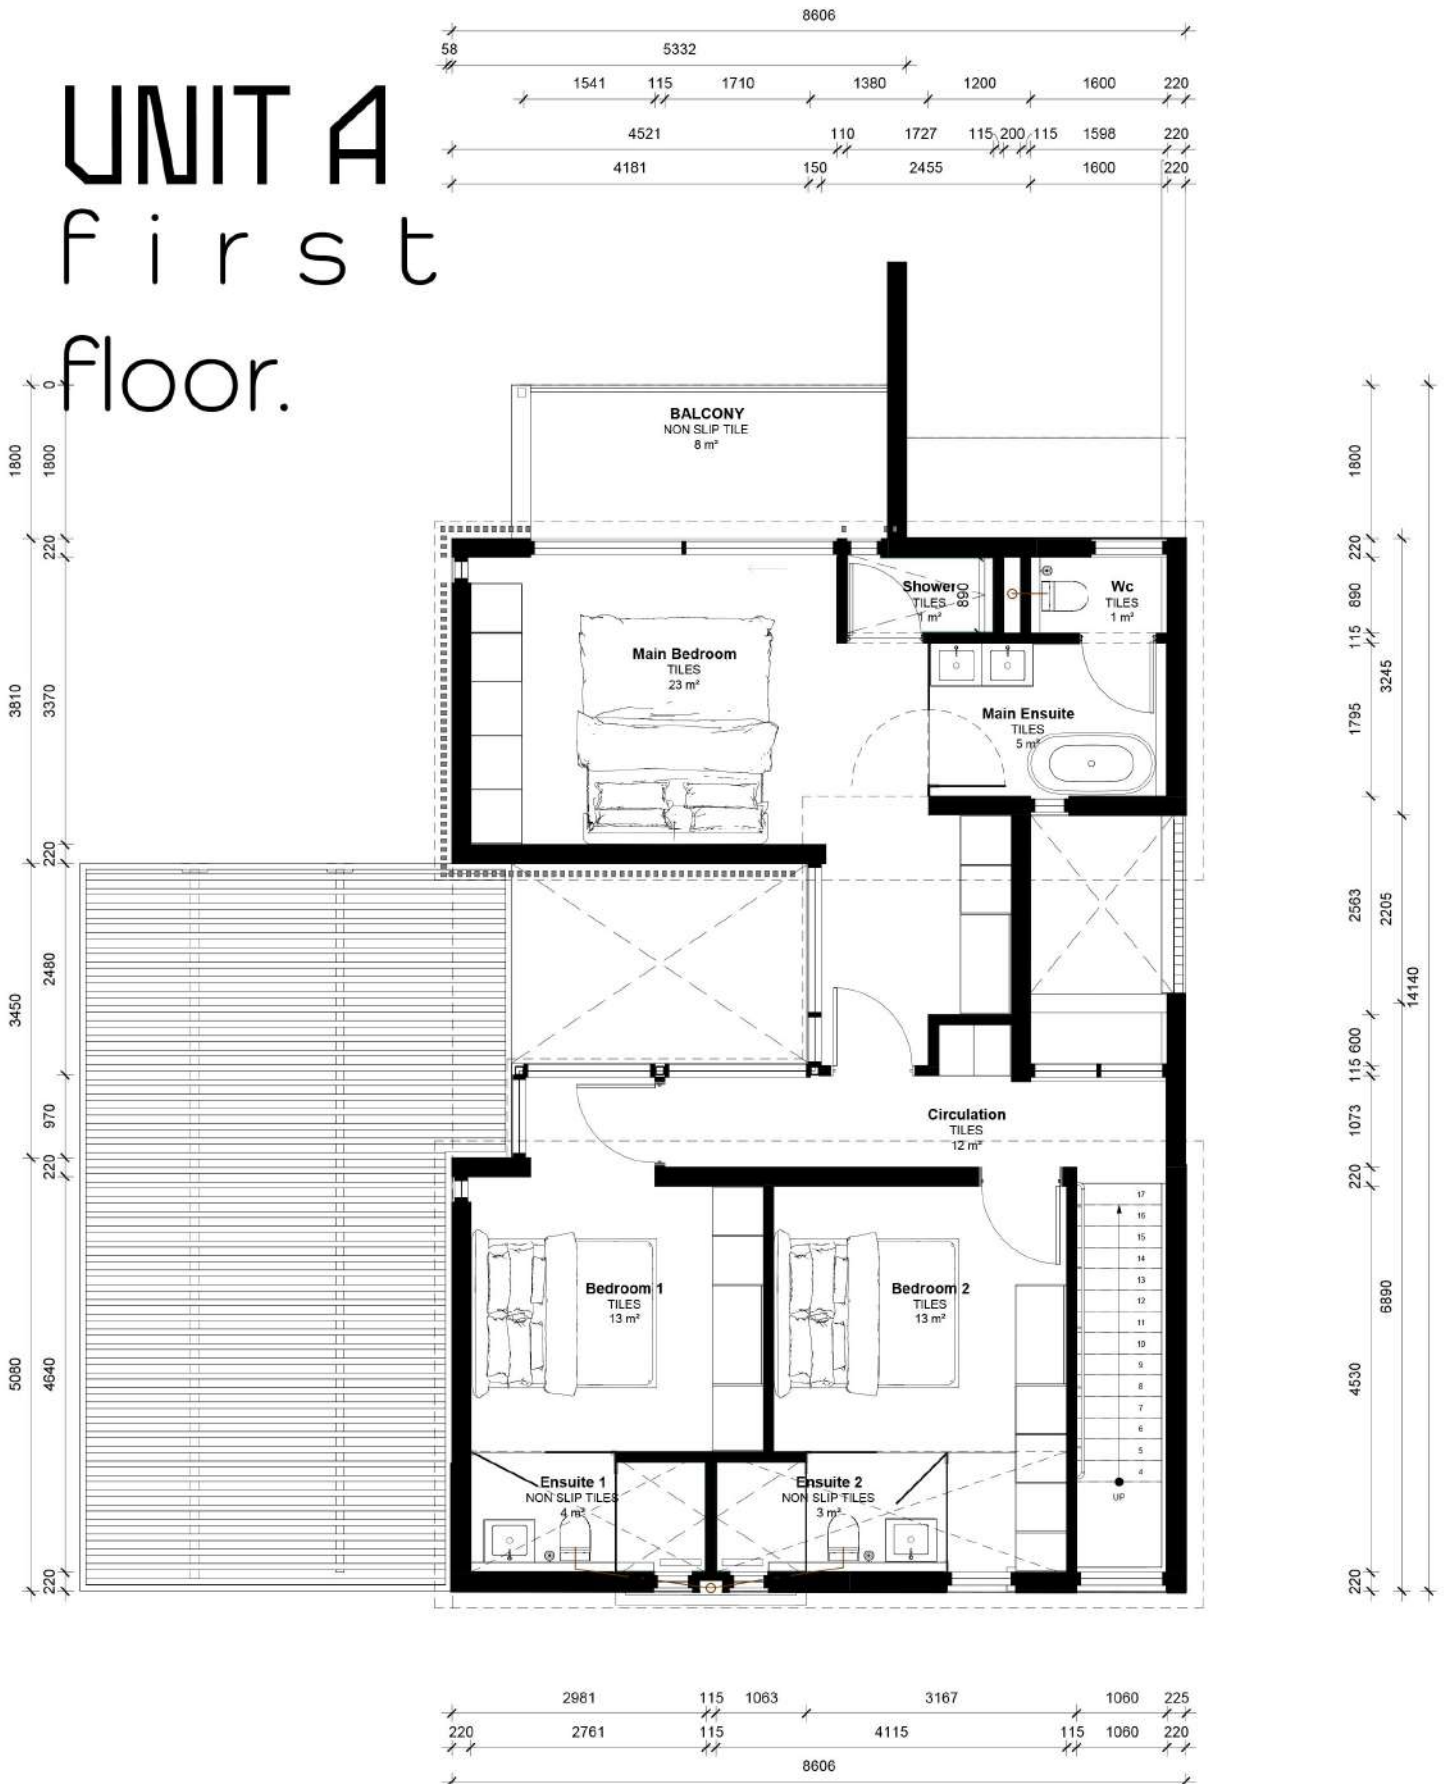 8606
58 5332
1541 115 1710 1380 1200 1600 220
4521 110 1727 115 200 115 1598 220
4181 150 2455 1600 220
UNIT A
first
floor.
0
1800 1800
220
3810 3370
220
2480
3450
970
220
5080 4640
220
BALCONY
NON SLIP TILE
8 m²
Main Bedroom
TILES
23 m²
Shower
TILES
1 m²
890
Wc
TILES
1 m²
Main Ensuite
TILES
5 m²
Circulation
TILES
12 m²
Bedroom 1
TILES
13 m²
Bedroom 2
TILES
13 m²
17
16
15
14
13
12
11
10
9
8
7
6
5
4
UP
Ensuite 1
NON SLIP TILES
4 m²
Ensuite 2
NON SLIP TILES
3 m²
1800
220
890
115
3245
1795
2563 2205
14140
600
115
1073
220
6890
4530
220
2981 115 1063 3167 1060 225
220 2761 115 4115 115 1060 220
8606